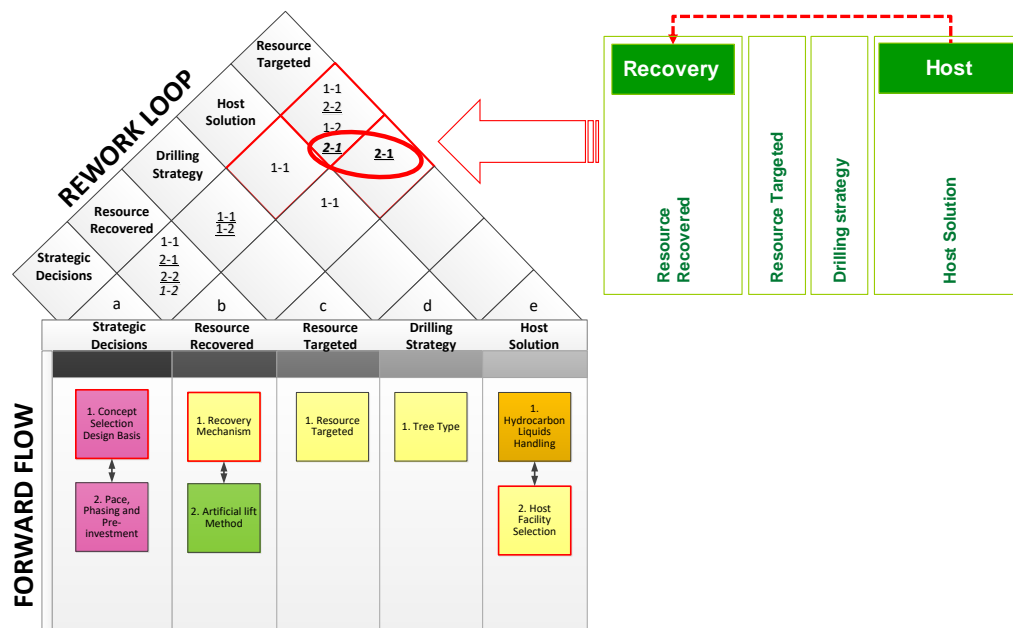 REWORK LOOP
Resource
Targeted
Host
Solution
Drilling
Strategy
Resource
Recovered
Strategic
Decisions
1-1
2-2
1-2
2-1
2-1
1-1
1-1
1-1
1-2
1-1
2-1
2-2
1-2
a
b
c
d
e
Strategic
Decisions
Resource
Recovered
Resource
Targeted
Drilling
Strategy
Host
Solution
FORWARD FLOW
1. Concept
Selection
Design Basis
2. Pace,
Phasing and
Pre-
investment
1. Recovery
Mechanism
2. Artificial lift
Method
1. Resource
Targeted
1. Tree Type
1.
Hydrocarbon
Liquids
Handling
2. Host
Facility
Selection
Recovery
Host
Resource
Recovered
Resource Targeted
Drilling strategy
Host Solution